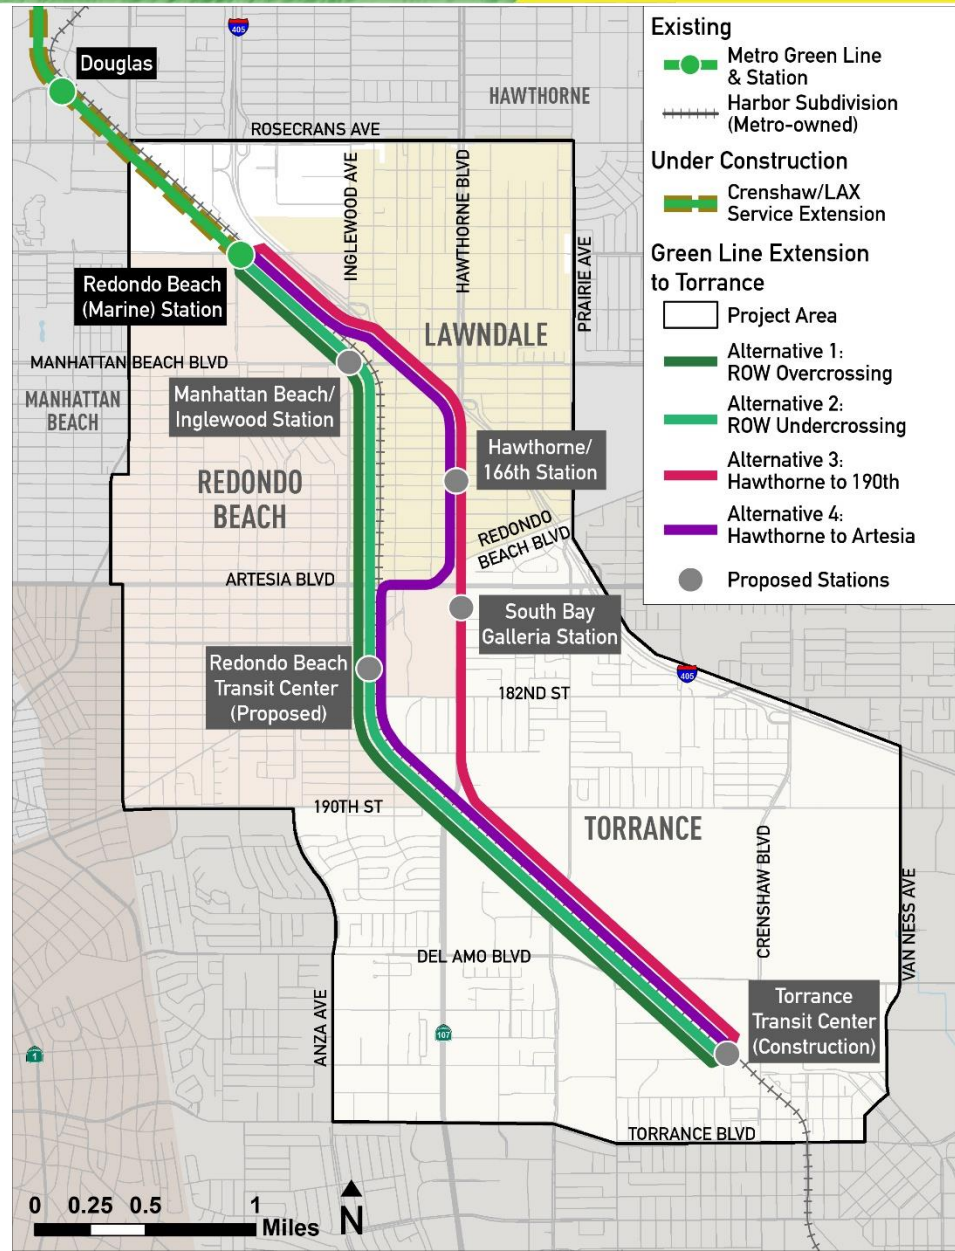 Existing
Metro Green Line
& Station
Harbor Subdivision
(Metro-owned)
Under Construction
Crenshaw/LAX
Service Extension
Green Line Extension
to Torrance
Project Area
Alternative 1:
ROW Overcrossing
Alternative 2:
ROW Undercrossing
Alternative 3:
Hawthorne to 190th
Alternative 4:
Hawthorne to Artesia
Proposed Stations
405
Douglas
HAWTHORNE
ROSECRANS AVE
INGLEWOOD AVE
HAWTHORNE BLVD
PRAIRIE AVE
Redondo Beach
(Marine) Station
LAWNDALE
MANHATTAN BEACH BLVD
MANHATTAN
BEACH
Manhattan Beach/
Inglewood Station
Hawthorne/
166th Station
REDONDO
BEACH
REDONDO
BEACH BLVD
ARTESIA BLVD
South Bay
Galleria Station
Redondo Beach
Transit Center
(Proposed)
405
182ND ST
190TH ST
TORRANCE
CRENSHAW BLVD
VAN NESS AVE
DEL AMO BLVD
ANZA AVE
Torrance
Transit Center
(Construction)
107
1
TORRANCE BLVD
0 0.25 0.5 1
Miles
N